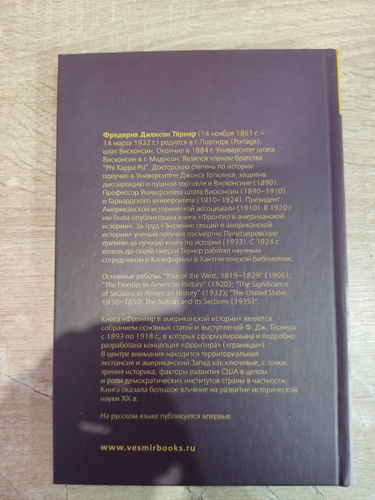 Фредерик Джексон Тёрнер (14 ноября 1861 г. –
14 марта 1932 г.) родился в г. Портидж (Portage),
штат Висконсин. Окончил в 1884 г. Университет штата
Висконсин в г. Мадисон. Являлся членом братства
"Phi Kappa Psi". Докторскую степень по истории
получил в Университете Джонса Гопкинса, защитив
диссертацию о пушной торговле в Висконсине (1890).
Профессор Университета Висконсин (1890–1910)
и Гарвардского университета (1910–1924). Президент
Американской исторической ассоциации (1910). В 1920 г.
им была опубликована книга «Фронтир в американской
истории». За труд «Значение секций в американской
истории» ученый получил посмертно Пулитцеровскую
премию за лучшую книгу по истории (1933). С 1924 г.
вплоть до своей смерти Тёрнер работал научным
сотрудником в Калифорнии в Хантингтонской библиотеке.
Основные работы: "Rise of the West, 1819–1829" (1906);
"The Frontier in American History" (1920); "The Significance
of Sections in American History" (1932); "The United States
1830–1850. The Nation and Its Sections (1935)".
Книга «Фронтир в американской истории» является
собранием основных статей и выступлений Ф. Дж. Тёрнера
с 1893 по 1918 г., в которых сформулирована и подробно
разработана концепция «фронтира» («границы»).
В центре внимания находится территориальная
экспансия и американский Запад как ключевые, с точки
зрения историка, факторы развития США в целом
и роли демократических институтов страны в частности.
Книга оказала большое влияние на развитие исторической
науки XX в.
На русском языке публикуется впервые.
www.vesmirbooks.ru